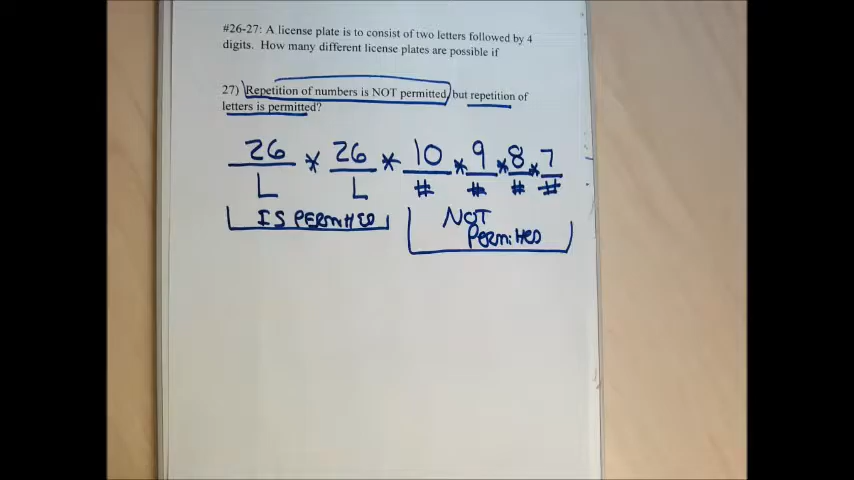 #26-27: A license plate is to consist of two letters followed by 4
digits. How many different license plates are possible if
27) Repetition of numbers is NOT permitted, but repetition of
letters is permitted?
26 * 26 * 10 * 9 * 8 * 7
L L # # # #
IS PERMITTED NOT
Permitted